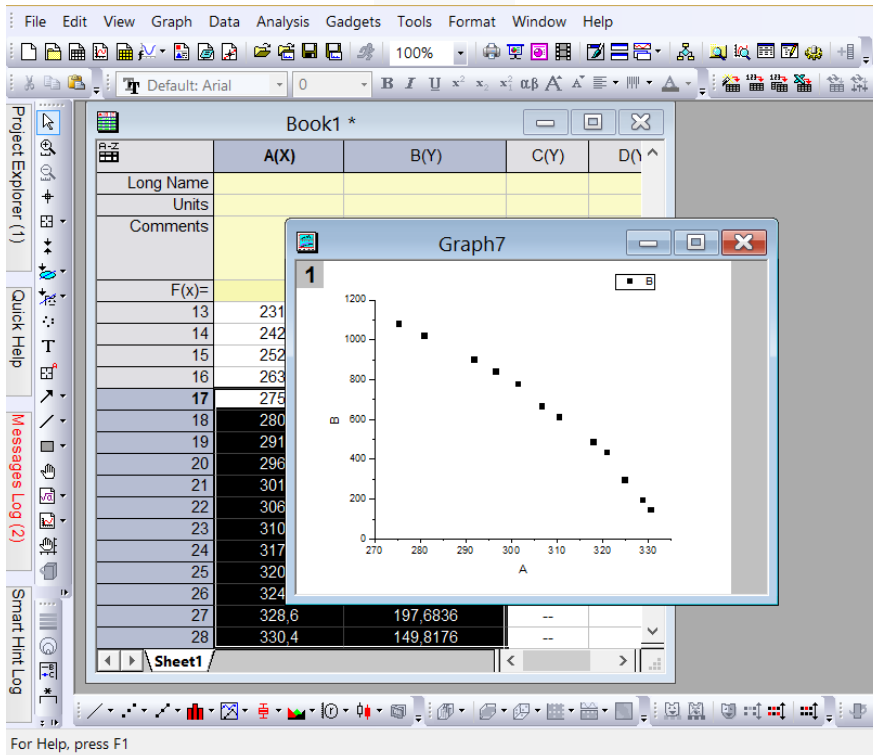 File Edit View Graph Data Analysis Gadgets Tools Format Window Help
100%
Default: Arial 0 B I U x² x₂ αβ A A A
Project Explorer (1)
Quick Help
Messages Log (2)
Smart Hint Log
T
Book1 *
A(X) B(Y) C(Y) D(Y
Long Name
Units
Comments
F(x)=
13 231
14 242
15 252
16 263
17 275
18 280
19 291
20 296
21 301
22 306
23 310
24 317
25 320
26 324
27 328,6 197,6836 --
28 330,4 149,8176 --
Sheet1
Graph7
1
B
1200
1000
800
600
400
200
0
B
270 280 290 300 310 320 330
A
For Help, press F1